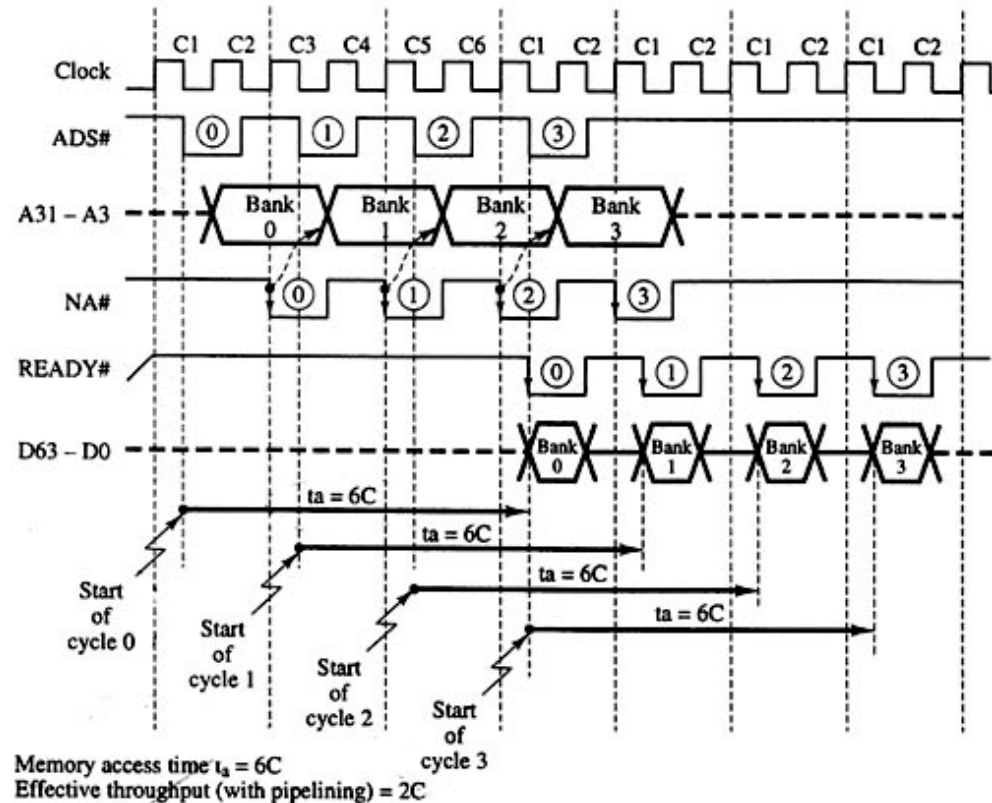 C1 C2 C3 C4 C5 C6 C1 C2 C1 C2 C1 C2 C1 C2
Clock
ADS# 0 1 2 3
A31 – A3 Bank 0 Bank 1 Bank 2 Bank 3
NA# 0 1 2 3
READY# 0 1 2 3
D63 – D0 Bank 0 Bank 1 Bank 2 Bank 3
ta = 6C
ta = 6C
ta = 6C
ta = 6C
Start
of
cycle 0
Start
of
cycle 1
Start
of
cycle 2
Start
of
cycle 3
Memory access time ta = 6C
Effective throughput (with pipelining) = 2C